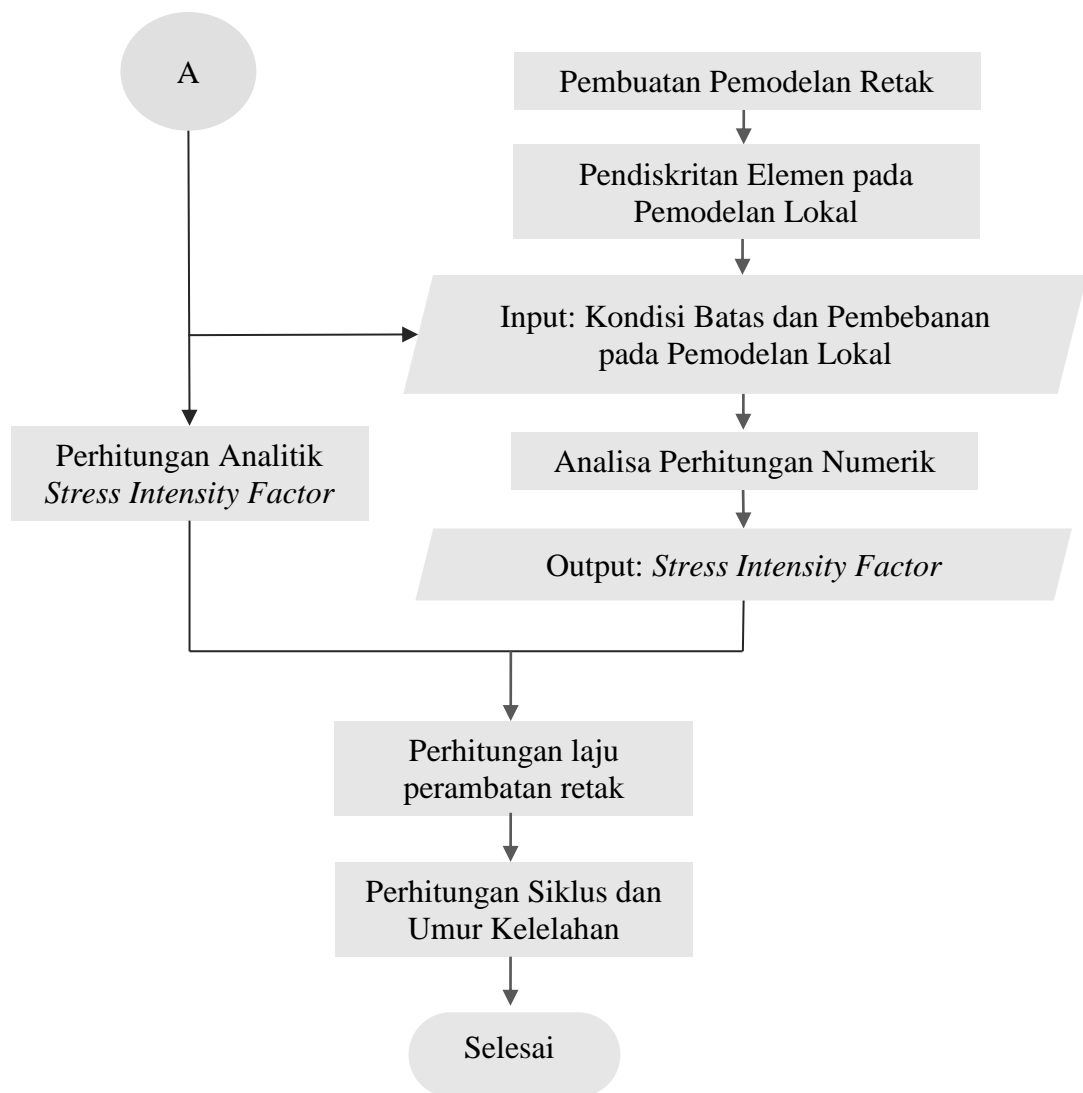 A
Pembuatan Pemodelan Retak
Pendiskritan Elemen pada
Pemodelan Lokal
Input: Kondisi Batas dan Pembebanan
pada Pemodelan Lokal
Perhitungan Analitik
Stress Intensity Factor
Analisa Perhitungan Numerik
Output: Stress Intensity Factor
Perhitungan laju
perambatan retak
Perhitungan Siklus dan
Umur Kelelahan
Selesai